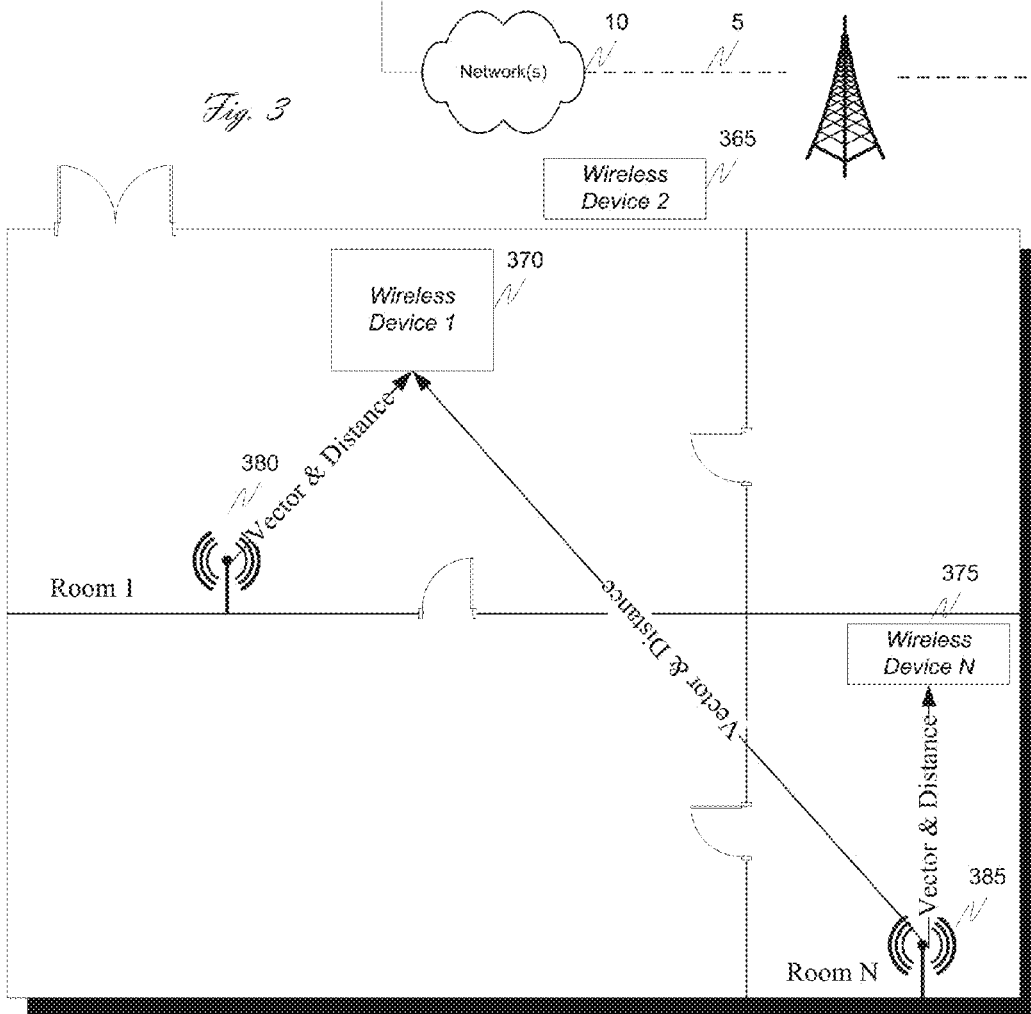 10
5
Network(s)
Fig. 3
365
Wireless
Device 2
370
Wireless
Device 1
Vector & Distance
380
Room 1
Vector & Distance
375
Wireless
Device N
Vector & Distance
385
Room N